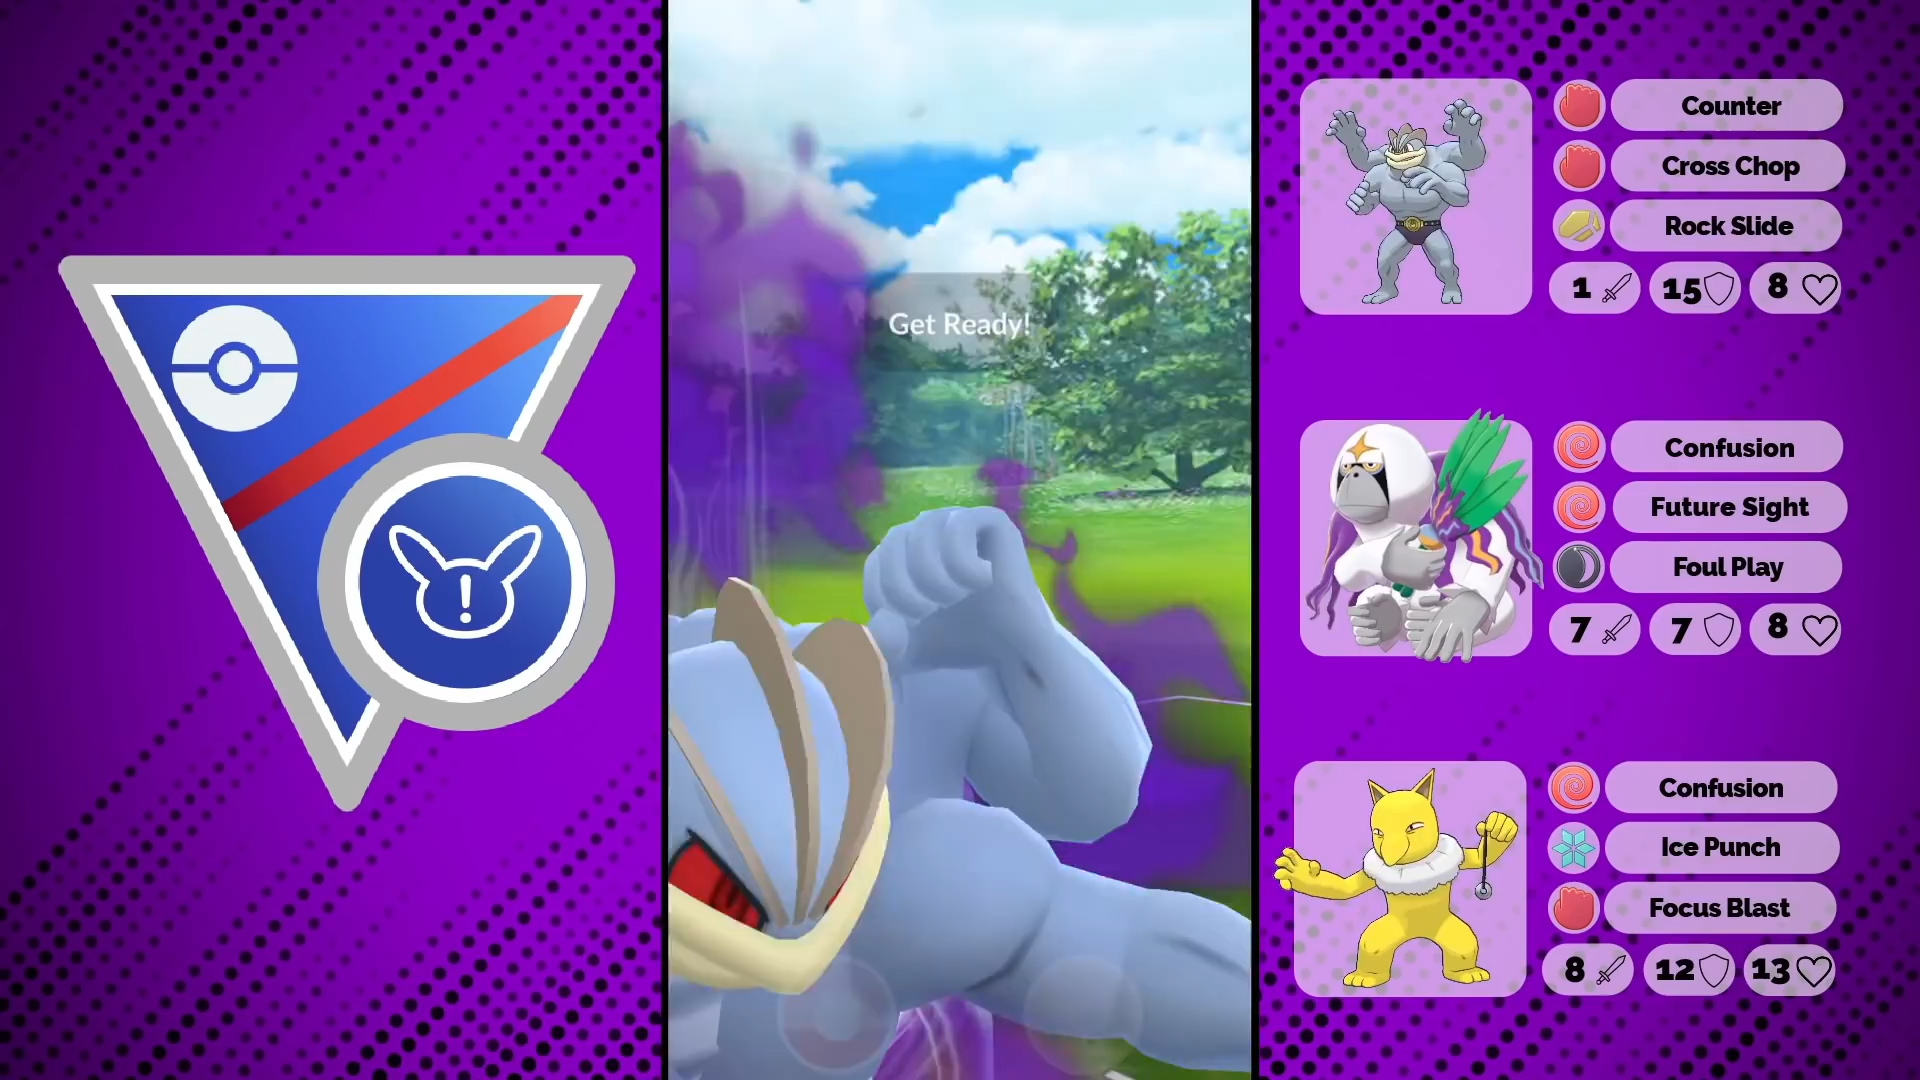 Get Ready!
Counter
Cross Chop
Rock Slide
1 15 8
Confusion
Future Sight
Foul Play
7 7 8
Confusion
Ice Punch
Focus Blast
8 12 13